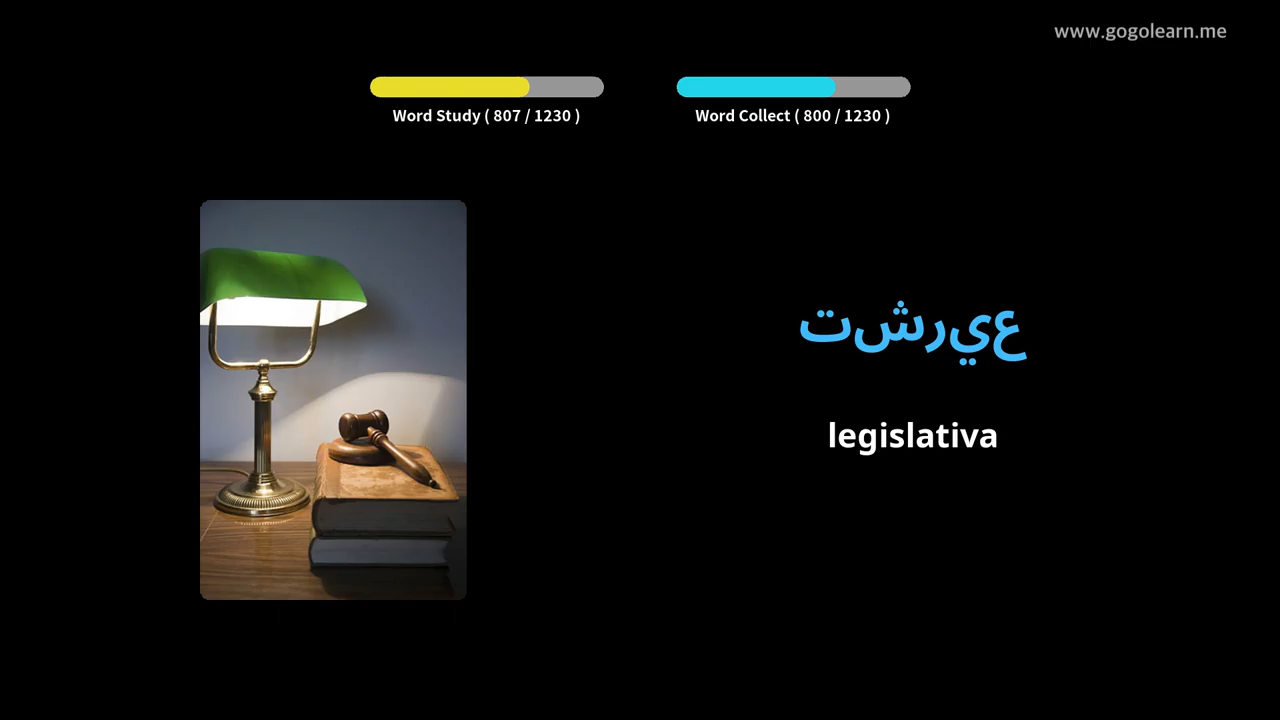 www.gogolearn.me
Word Study ( 807 / 1230 )
Word Collect ( 800 / 1230 )
تشريع
legislativa